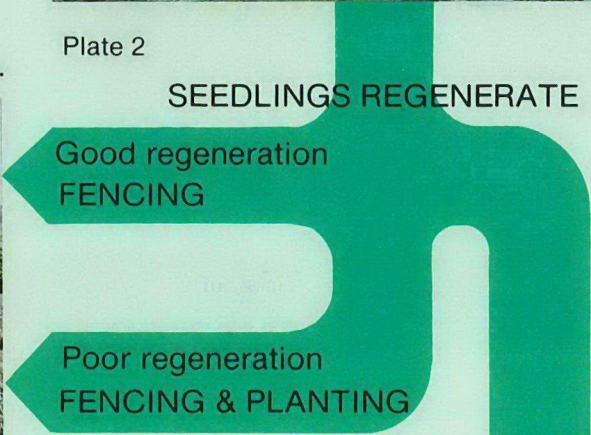 Plate 2
SEEDLINGS REGENERATE
Good regeneration
FENCING
Poor regeneration
FENCING & PLANTING